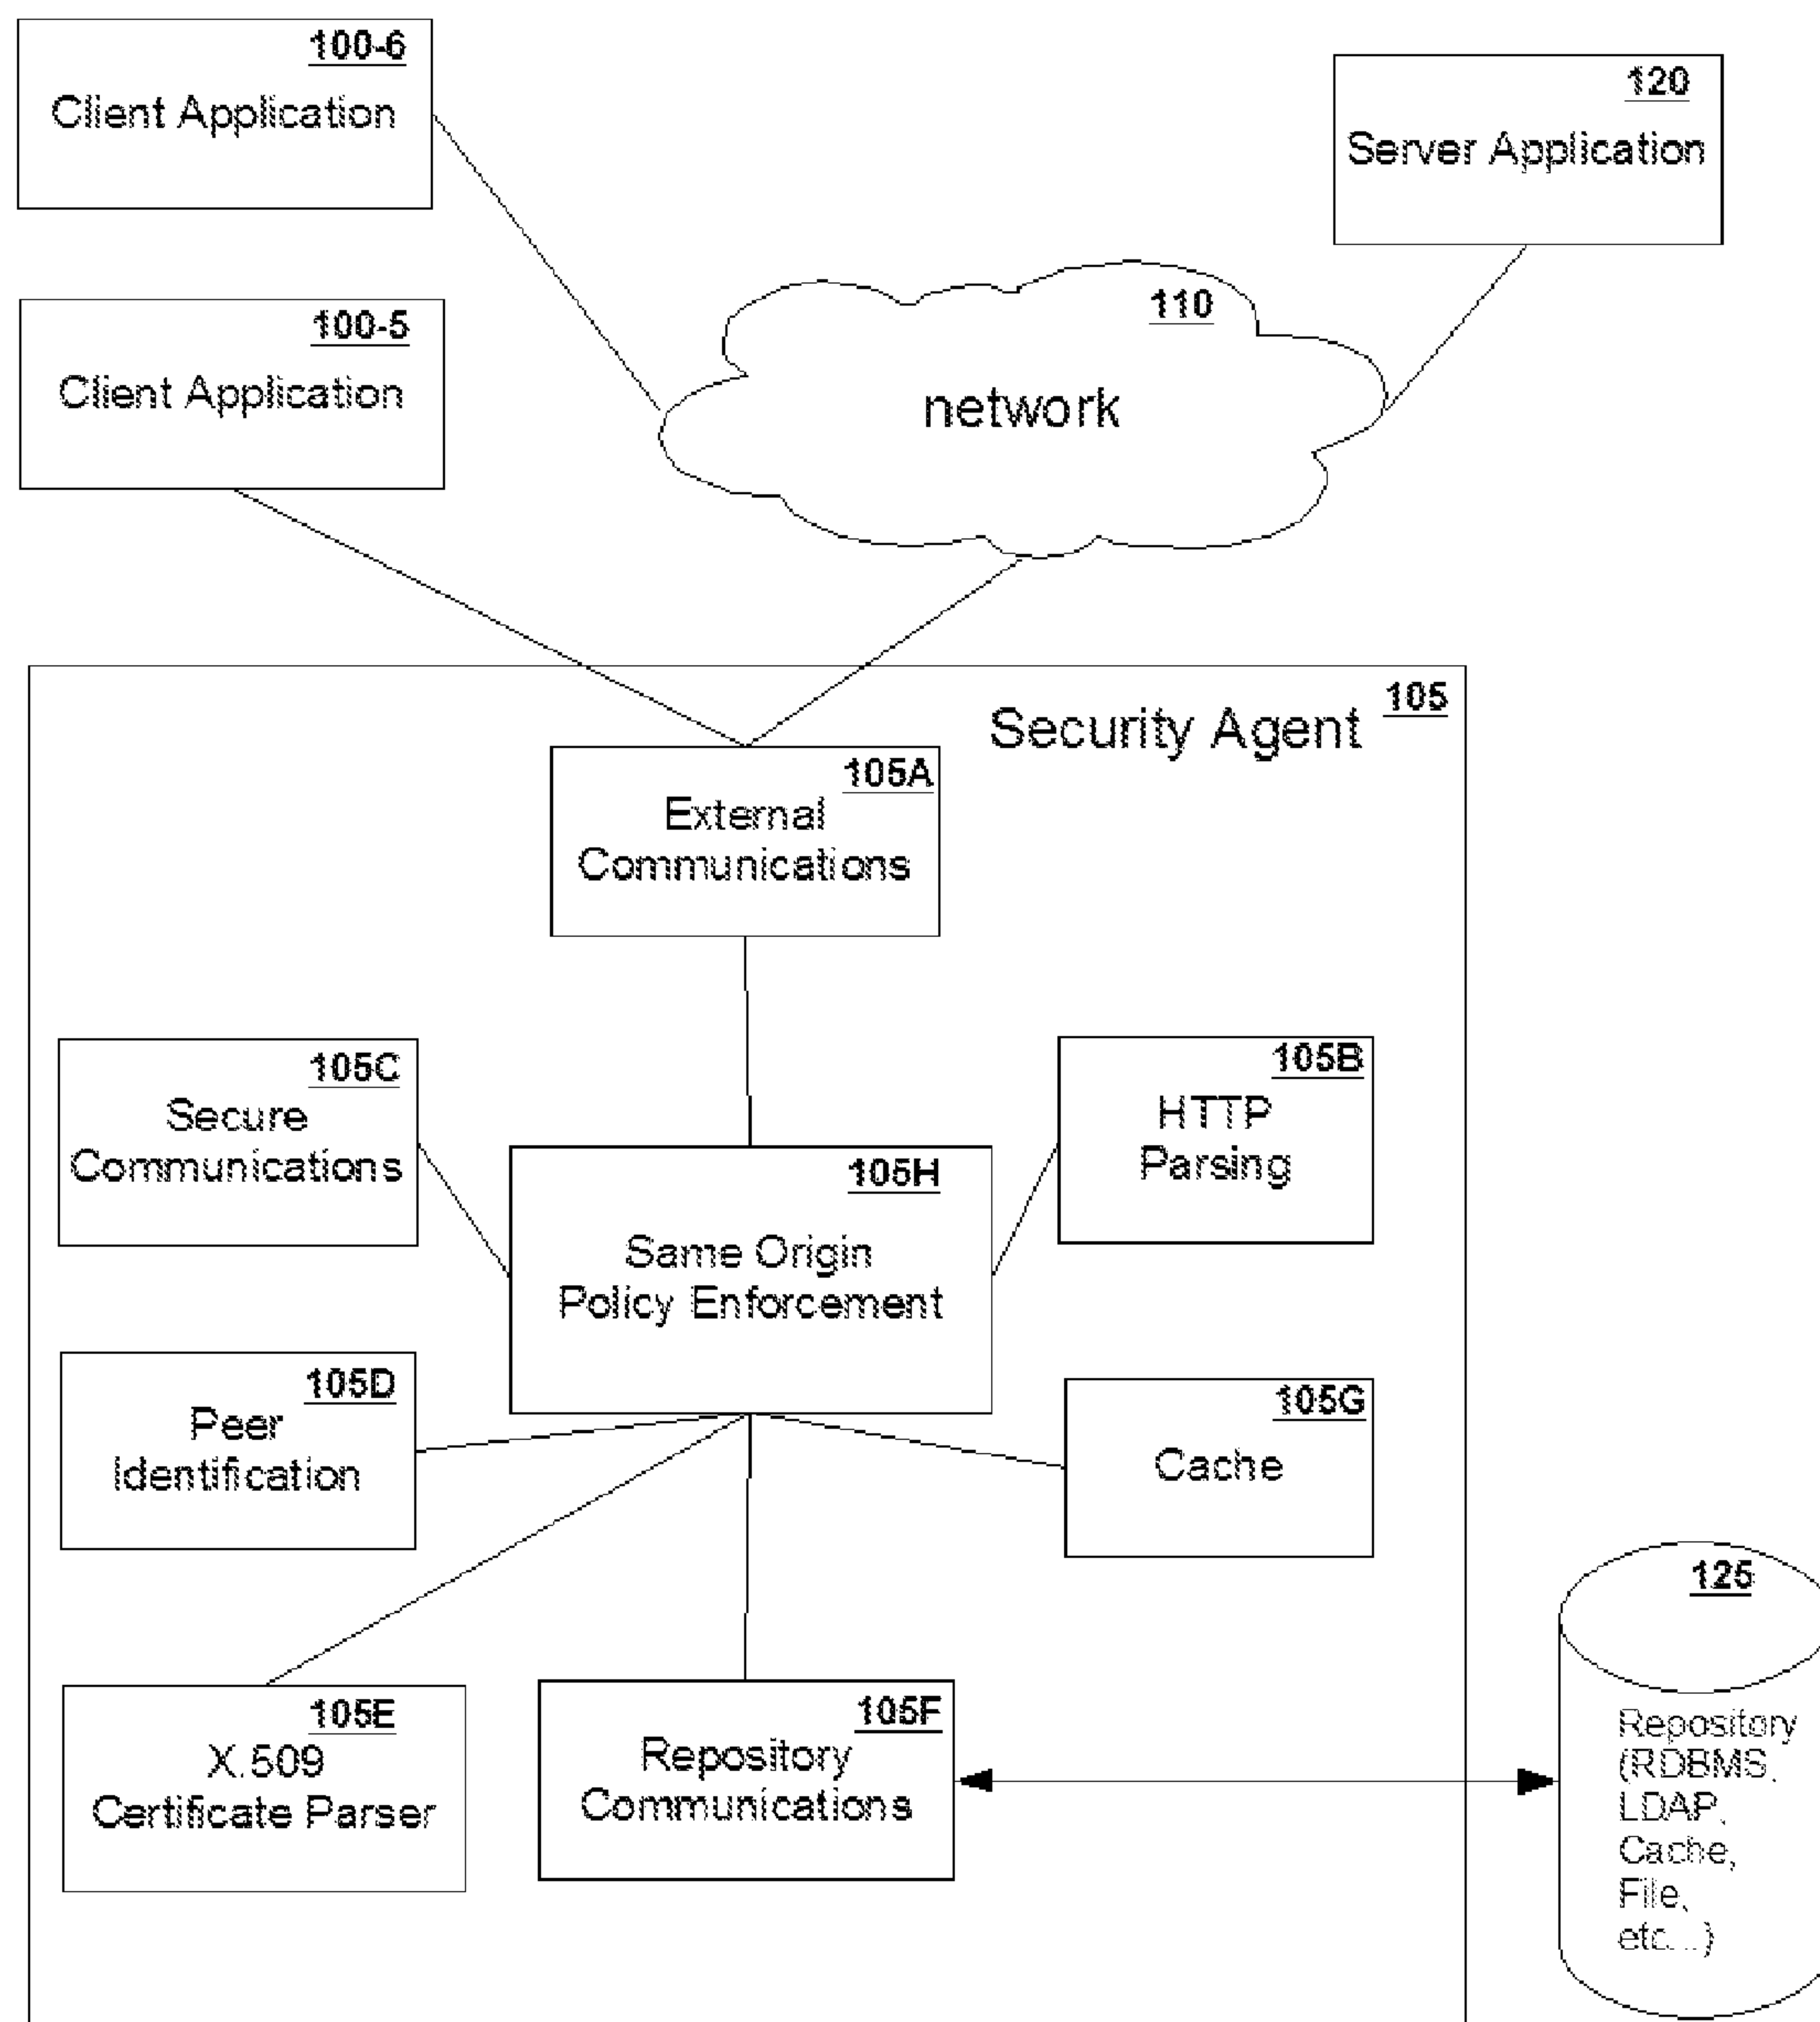 100-6
Client Application
120
Server Application
100-5
Client Application
110
network
105
Security Agent
105A
External
Communications
105C
Secure
Communications
105B
HTTP
Parsing
105H
Same Origin
Policy Enforcement
105D
Peer
Identification
105G
Cache
125
Repository
(RDBMS,
LDAP,
Cache,
File,
etc...)
105E
X.509
Certificate Parser
105F
Repository
Communications